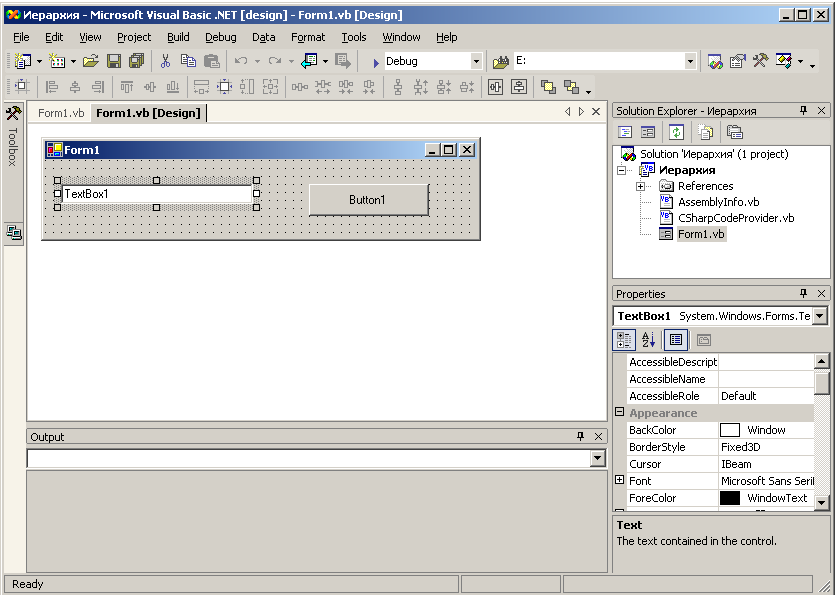 Иерархия - Microsoft Visual Basic .NET [design] - Form1.vb [Design]
File Edit View Project Build Debug Data Format Tools Window Help
Debug E:
Form1.vb Form1.vb [Design]
Toolbox
Form1
TextBox1
Button1
Solution Explorer - Иерархия
Solution 'Иерархия' (1 project)
Иерархия
References
AssemblyInfo.vb
CSharpCodeProvider.vb
Form1.vb
Properties
TextBox1 System.Windows.Forms.Te
AccessibleDescript
AccessibleName
AccessibleRole Default
Appearance
BackColor Window
BorderStyle Fixed3D
Cursor IBeam
Font Microsoft Sans Serif
ForeColor WindowText
Text
The text contained in the control.
Output
Ready